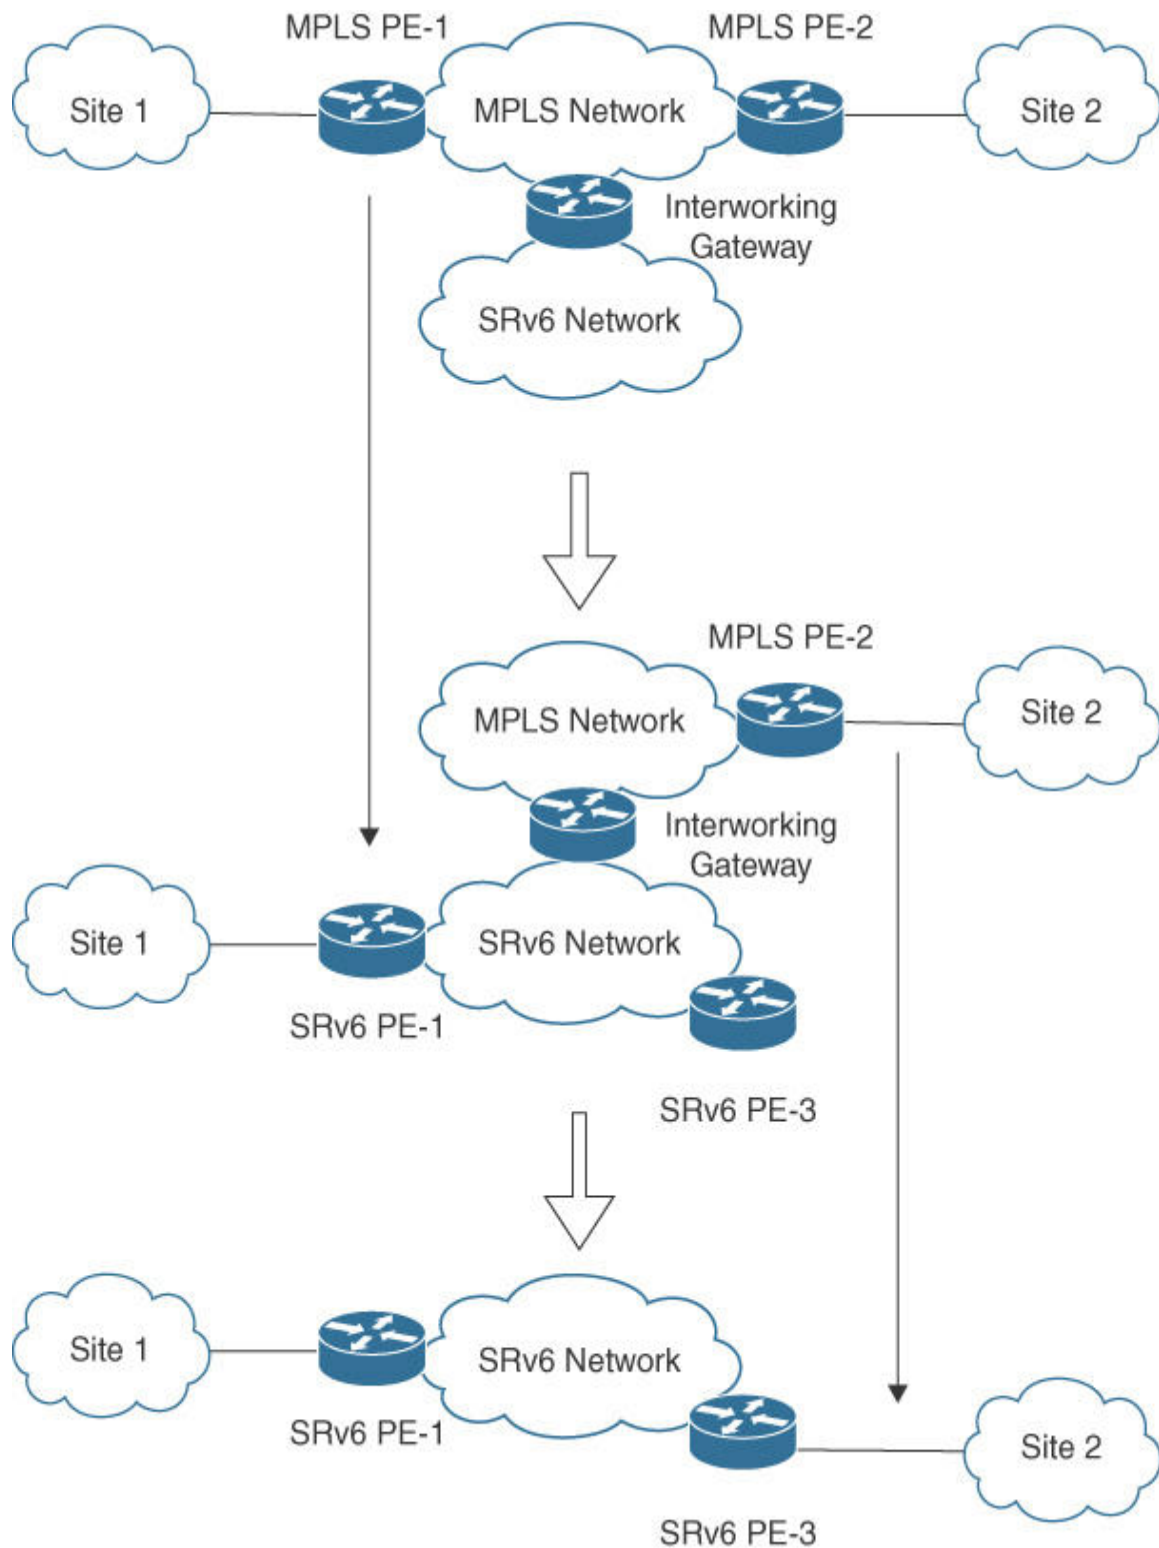 MPLS PE-1
MPLS PE-2
Site 1
MPLS Network
Site 2
Interworking
Gateway
SRv6 Network
MPLS PE-2
MPLS Network
Site 2
Interworking
Gateway
Site 1
SRv6 Network
SRv6 PE-1
SRv6 PE-3
Site 1
SRv6 Network
SRv6 PE-1
Site 2
SRv6 PE-3